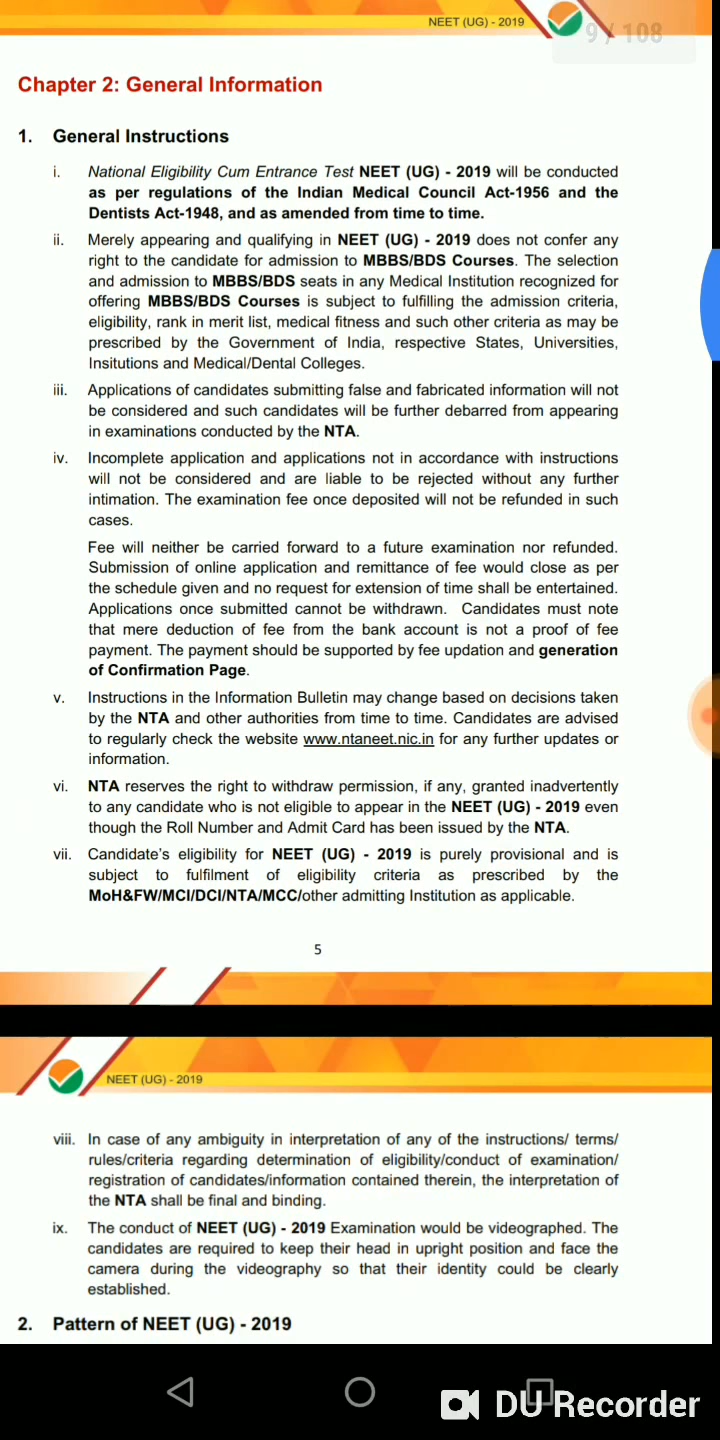 NEET (UG) - 2019
9 / 108
Chapter 2: General Information
1. General Instructions
i. National Eligibility Cum Entrance Test NEET (UG) - 2019 will be conducted
as per regulations of the Indian Medical Council Act-1956 and the
Dentists Act-1948, and as amended from time to time.
ii. Merely appearing and qualifying in NEET (UG) - 2019 does not confer any
right to the candidate for admission to MBBS/BDS Courses. The selection
and admission to MBBS/BDS seats in any Medical Institution recognized for
offering MBBS/BDS Courses is subject to fulfilling the admission criteria,
eligibility, rank in merit list, medical fitness and such other criteria as may be
prescribed by the Government of India, respective States, Universities,
Insitutions and Medical/Dental Colleges.
iii. Applications of candidates submitting false and fabricated information will not
be considered and such candidates will be further debarred from appearing
in examinations conducted by the NTA.
iv. Incomplete application and applications not in accordance with instructions
will not be considered and are liable to be rejected without any further
intimation. The examination fee once deposited will not be refunded in such
cases.
Fee will neither be carried forward to a future examination nor refunded.
Submission of online application and remittance of fee would close as per
the schedule given and no request for extension of time shall be entertained.
Applications once submitted cannot be withdrawn. Candidates must note
that mere deduction of fee from the bank account is not a proof of fee
payment. The payment should be supported by fee updation and generation
of Confirmation Page.
v. Instructions in the Information Bulletin may change based on decisions taken
by the NTA and other authorities from time to time. Candidates are advised
to regularly check the website www.ntaneet.nic.in for any further updates or
information.
vi. NTA reserves the right to withdraw permission, if any, granted inadvertently
to any candidate who is not eligible to appear in the NEET (UG) - 2019 even
though the Roll Number and Admit Card has been issued by the NTA.
vii. Candidate's eligibility for NEET (UG) - 2019 is purely provisional and is
subject to fulfilment of eligibility criteria as prescribed by the
MoH&FW/MCI/DCI/NTA/MCC/other admitting Institution as applicable.
5
NEET (UG) - 2019
viii. In case of any ambiguity in interpretation of any of the instructions/ terms/
rules/criteria regarding determination of eligibility/conduct of examination/
registration of candidates/information contained therein, the interpretation of
the NTA shall be final and binding.
ix. The conduct of NEET (UG) - 2019 Examination would be videographed. The
candidates are required to keep their head in upright position and face the
camera during the videography so that their identity could be clearly
established.
2. Pattern of NEET (UG) - 2019
DU Recorder